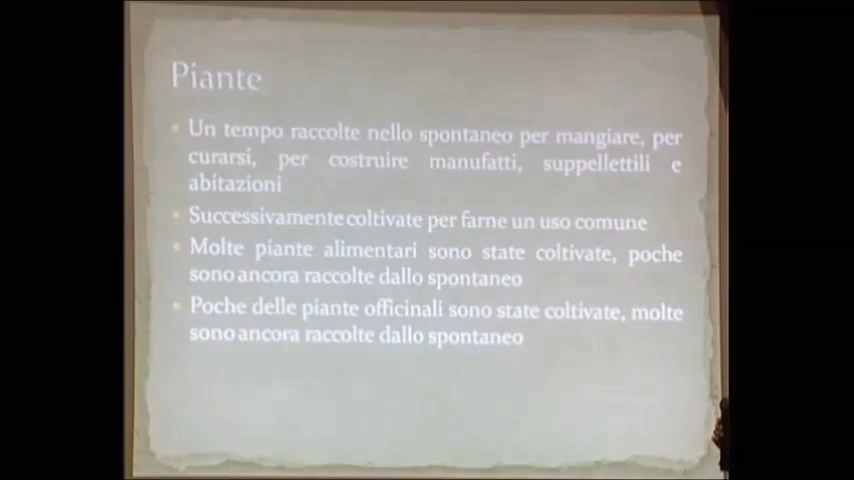 Piante
• Un tempo raccolte nello spontaneo per mangiare, per
curarsi, per costruire manufatti, suppellettili e
abitazioni
• Successivamente coltivate per farne un uso comune
• Molte piante alimentari sono state coltivate, poche
sono ancora raccolte dallo spontaneo
• Poche delle piante officinali sono state coltivate, molte
sono ancora raccolte dallo spontaneo